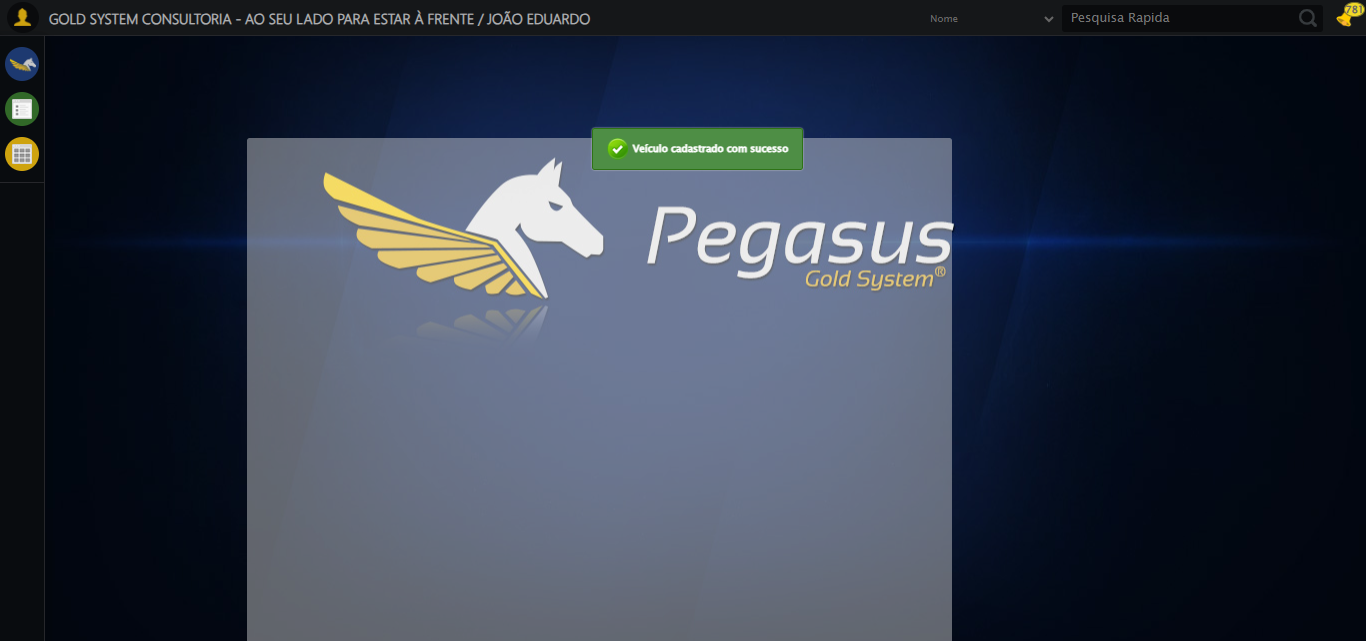 GOLD SYSTEM CONSULTORIA - AO SEU LADO PARA ESTAR À FRENTE / JOÃO EDUARDO
Nome
Pesquisa Rapida
781
Veículo cadastrado com sucesso
Pegasus
Gold System®